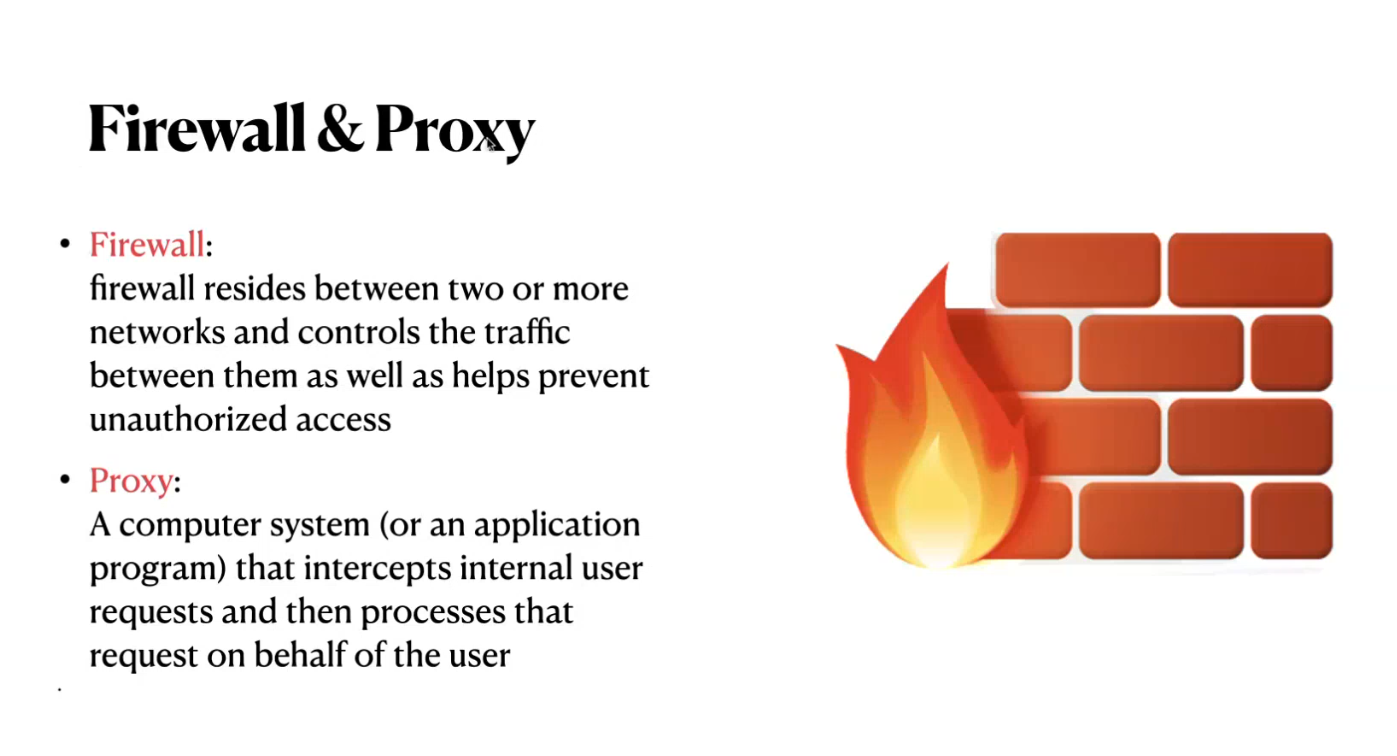 Firewall & Proxy
• Firewall:
firewall resides between two or more
networks and controls the traffic
between them as well as helps prevent
unauthorized access
• Proxy:
A computer system (or an application
program) that intercepts internal user
requests and then processes that
request on behalf of the user
.